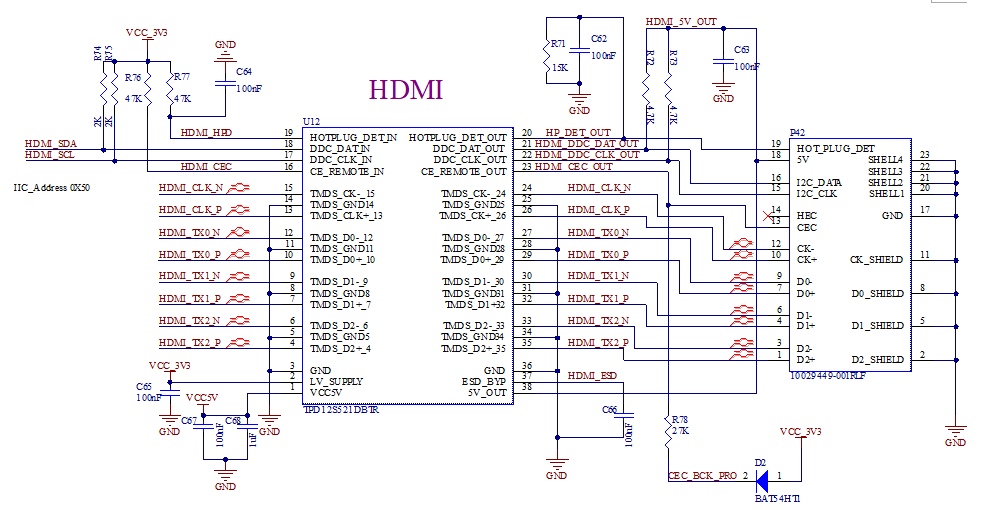 HDMI
VCC_3V3
GND
R74
R75
R76
47K
R77
47K
2K
2K
C64
100nF
HDMI_SDA
HDMI_SCL
HDMI_HPD
HDMI_CEC
IIC_Address 0X50
HDMI_CLK_N
HDMI_CLK_P
HDMI_TX0_N
HDMI_TX0_P
HDMI_TX1_N
HDMI_TX1_P
HDMI_TX2_N
HDMI_TX2_P
VCC_3V3
C65
100nF
GND
VCC5V
C67
100nF
C68
1uF
GND
GND
U12
19 HOTPLUG_DET_IN HOTPLUG_DET_OUT 20
18 DDC_DAT_IN DDC_DAT_OUT 21
17 DDC_CLK_IN DDC_CLK_OUT 22
16 CE_REMOTE_IN CE_REMOTE_OUT 23
15 TMDS_CK-_15 TMDS_CK-_24 24
14 TMDS_GND14 TMDS_GND25 25
13 TMDS_CLK+_13 TMDS_CK+_26 26
12 TMDS_D0-_12 TMDS_D0-_27 27
11 TMDS_GND11 TMDS_GND28 28
10 TMDS_D0+_10 TMDS_D0+_29 29
9 TMDS_D1-_9 TMDS_D1-_30 30
8 TMDS_GND8 TMDS_GND31 31
7 TMDS_D1+_7 TMDS_D1+32 32
6 TMDS_D2-_6 TMDS_D2-_33 33
5 TMDS_GND5 TMDS_GND34 34
4 TMDS_D2+_4 TMDS_D2+_35 35
3 GND GND 36
2 LV_SUPPLY ESD_BYP 37
1 VCC5V 5V_OUT 38
TPD12S521DBTR
R71
15K
C62
100nF
GND
HDMI_5V_OUT
R72
4.7K
R73
4.7K
C63
100nF
GND
HP_DET_OUT
HDMI_DDC_DAT_OUT
HDMI_DDC_CLK_OUT
HDMI_CEC_OUT
HDMI_CLK_N
HDMI_CLK_P
HDMI_TX0_N
HDMI_TX0_P
HDMI_TX1_N
HDMI_TX1_P
HDMI_TX2_N
HDMI_TX2_P
HDMI_ESD
C66
100nF
GND
R78
27K
CEC_BCK_PRO
2 D2 1
BAT54HT1
VCC_3V3
P42
19 HOT_PLUG_DET
18 5V SHELL4 23
SHELL3 22
16 I2C_DATA SHELL2 21
15 I2C_CLK SHELL1 20
14 HEC GND 17
13 CEC
12 CK-
10 CK+ CK_SHIELD 11
9 D0-
7 D0+ D0_SHIELD 8
6 D1-
4 D1+ D1_SHIELD 5
3 D2-
1 D2+ D2_SHIELD 2
10029449-001RLF
GND